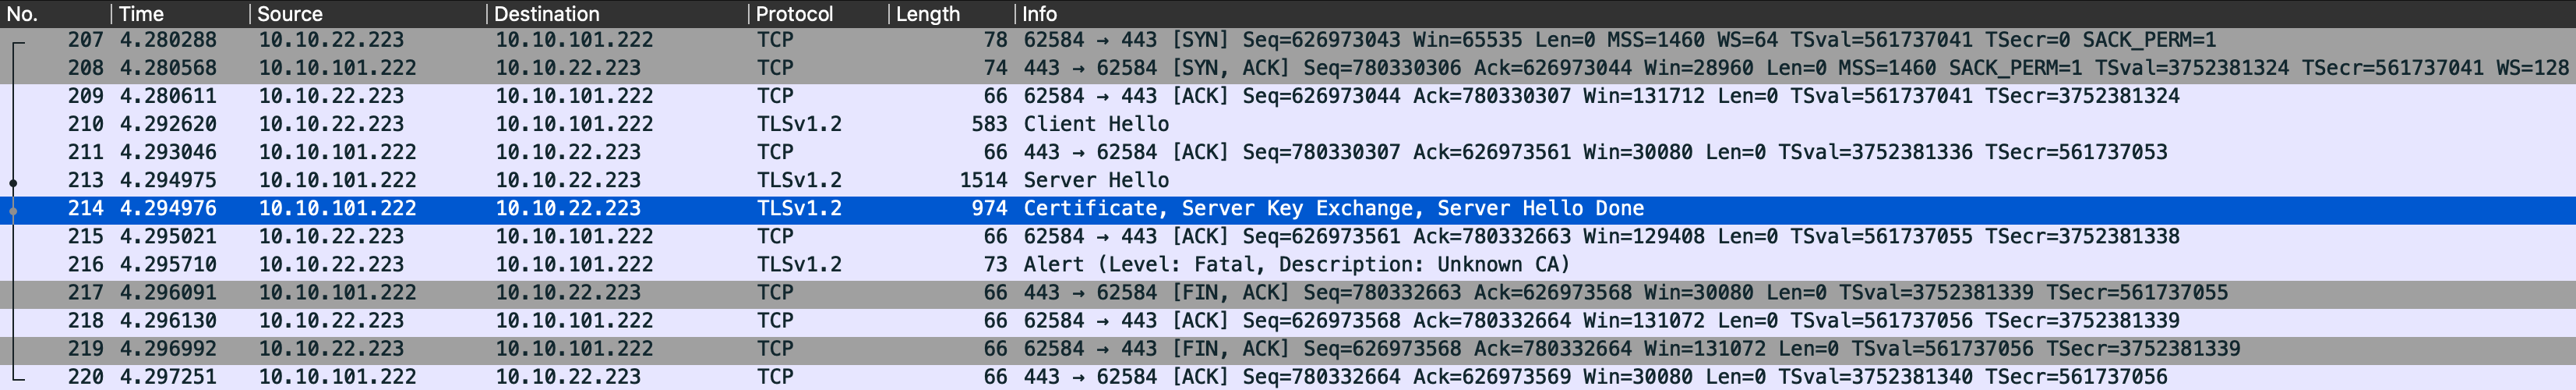 No. Time Source Destination Protocol Length Info
207 4.280288 10.10.22.223 10.10.101.222 TCP 78 62584 → 443 [SYN] Seq=626973043 Win=65535 Len=0 MSS=1460 WS=64 TSval=561737041 TSecr=0 SACK_PERM=1
208 4.280568 10.10.101.222 10.10.22.223 TCP 74 443 → 62584 [SYN, ACK] Seq=780330306 Ack=626973044 Win=28960 Len=0 MSS=1460 SACK_PERM=1 TSval=3752381324 TSecr=561737041 WS=128
209 4.280611 10.10.22.223 10.10.101.222 TCP 66 62584 → 443 [ACK] Seq=626973044 Ack=780330307 Win=131712 Len=0 TSval=561737041 TSecr=3752381324
210 4.292620 10.10.22.223 10.10.101.222 TLSv1.2 583 Client Hello
211 4.293046 10.10.101.222 10.10.22.223 TCP 66 443 → 62584 [ACK] Seq=780330307 Ack=626973561 Win=30080 Len=0 TSval=3752381336 TSecr=561737053
213 4.294975 10.10.101.222 10.10.22.223 TLSv1.2 1514 Server Hello
214 4.294976 10.10.101.222 10.10.22.223 TLSv1.2 974 Certificate, Server Key Exchange, Server Hello Done
215 4.295021 10.10.22.223 10.10.101.222 TCP 66 62584 → 443 [ACK] Seq=626973561 Ack=780332663 Win=129408 Len=0 TSval=561737055 TSecr=3752381338
216 4.295710 10.10.22.223 10.10.101.222 TLSv1.2 73 Alert (Level: Fatal, Description: Unknown CA)
217 4.296091 10.10.101.222 10.10.22.223 TCP 66 443 → 62584 [FIN, ACK] Seq=780332663 Ack=626973568 Win=30080 Len=0 TSval=3752381339 TSecr=561737055
218 4.296130 10.10.22.223 10.10.101.222 TCP 66 62584 → 443 [ACK] Seq=626973568 Ack=780332664 Win=131072 Len=0 TSval=561737056 TSecr=3752381339
219 4.296992 10.10.22.223 10.10.101.222 TCP 66 62584 → 443 [FIN, ACK] Seq=626973568 Ack=780332664 Win=131072 Len=0 TSval=561737056 TSecr=3752381339
220 4.297251 10.10.101.222 10.10.22.223 TCP 66 443 → 62584 [ACK] Seq=780332664 Ack=626973569 Win=30080 Len=0 TSval=3752381340 TSecr=561737056